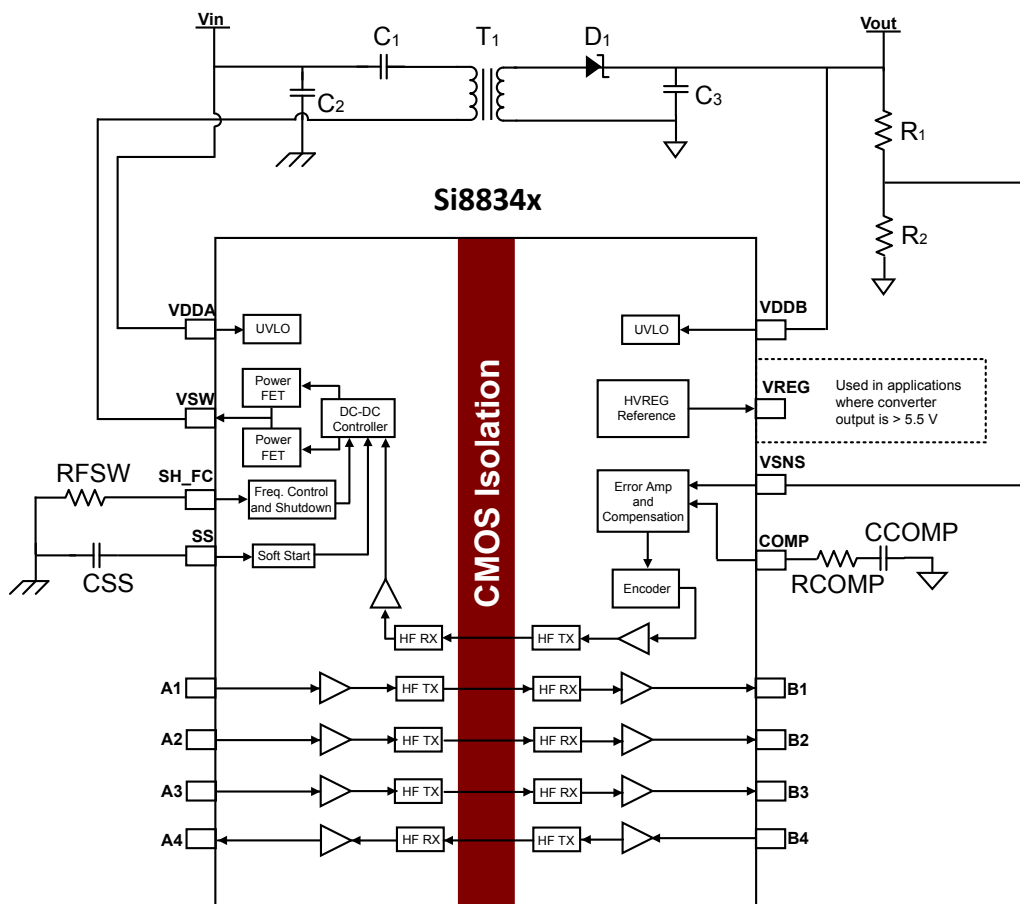 Vin
Vout
C1
T1
D1
C2
C3
R1
Si8834x
R2
VDDA
UVLO
UVLO
VDDB
Power
FET
VSW
DC-DC
Controller
Power
FET
HVREG
Reference
VREG
Used in applications
where converter
output is > 5.5 V
RFSW
SH_FC
Freq. Control
and Shutdown
VSNS
Error Amp
and
Compensation
SS
Soft Start
CSS
COMP
CCOMP
RCOMP
Encoder
CMOS Isolation
HF RX
HF TX
A1
HF TX
HF RX
B1
A2
HF TX
HF RX
B2
A3
HF TX
HF RX
B3
A4
HF RX
HF TX
B4